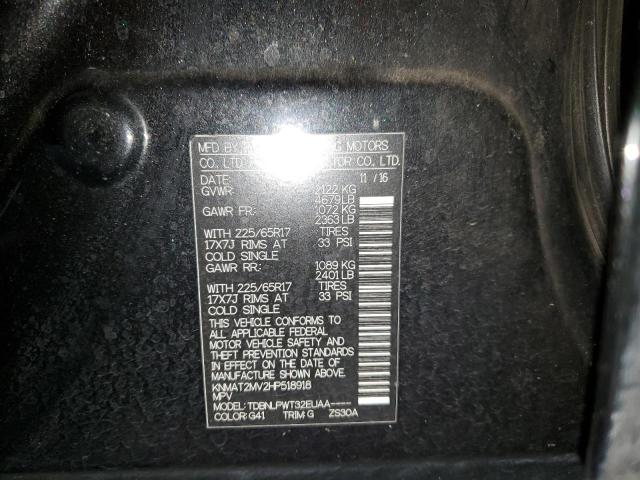 MFD BY G MOTORS
CO., LTD. TOR CO., LTD.
DATE: 11 / 16
GVWR: 2122 KG
4679 LB
GAWR FR: 1072 KG
2363 LB
WITH 225/65R17 TIRES
17X7J RIMS AT 33 PSI
COLD SINGLE
GAWR RR: 1089 KG
2401 LB
WITH 225/65R17 TIRES
17X7J RIMS AT 33 PSI
COLD SINGLE
THIS VEHICLE CONFORMS TO
ALL APPLICABLE FEDERAL
MOTOR VEHICLE SAFETY AND
THEFT PREVENTION STANDARDS
IN EFFECT ON THE DATE OF
MANUFACTURE SHOWN ABOVE.
KNMAT2MV2HP518918
MPV
MODEL: TDBNLPWT32EUAA----
COLOR: G41 TRIM: G ZS30A